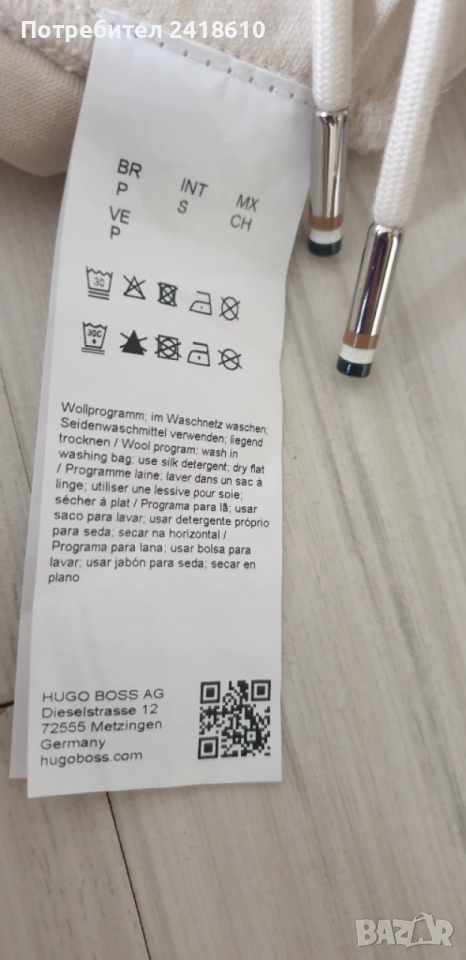 Потребител 2418610
BR INT MX
P S CH
VE
P
30
30C
Wollprogramm; im Waschnetz waschen;
Seidenwaschmittel verwenden; liegend
trocknen / Wool program: wash in
washing bag; use silk detergent; dry flat
/ Programme laine; laver dans un sac à
linge; utiliser une lessive pour soie;
sécher à plat / Programa para lã; usar
saco para lavar; usar detergente próprio
para seda; secar na horizontal /
Programa para lana; usar bolsa para
lavar; usar jabón para seda; secar en
plano
HUGO BOSS AG
Dieselstrasse 12
72555 Metzingen
Germany
hugoboss.com
BAZAR